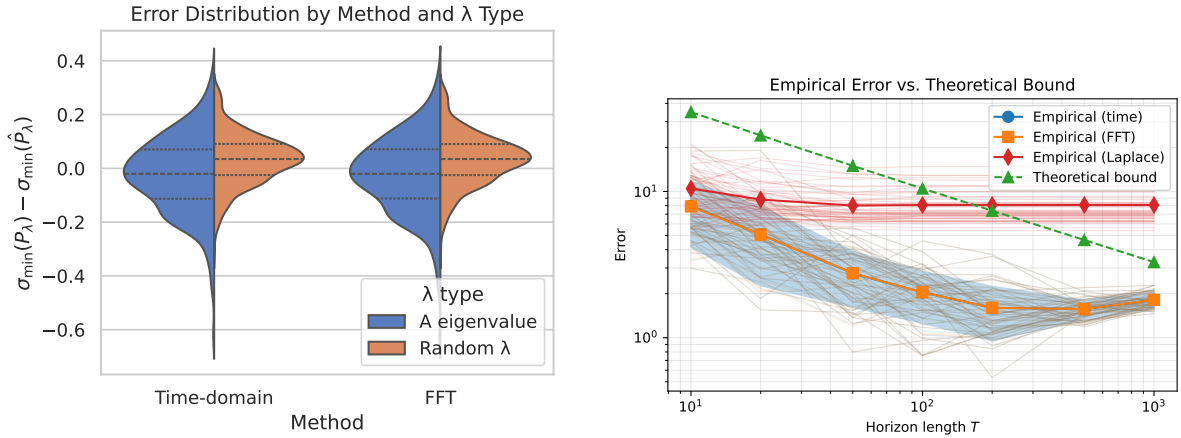 Error Distribution by Method and λ Type
0.4
0.2
0.0
−0.2
−0.4
−0.6
σmin(Pλ) − σmin(P̂λ)
λ type
A eigenvalue
Random λ
Time-domain
FFT
Method
Empirical Error vs. Theoretical Bound
Empirical (time)
Empirical (FFT)
Empirical (Laplace)
Theoretical bound
10¹
10⁰
Error
10¹
10²
10³
Horizon length T